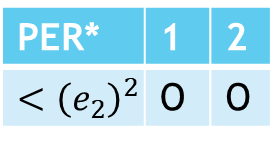 PER* 1 2
< (e₂)² 0 0